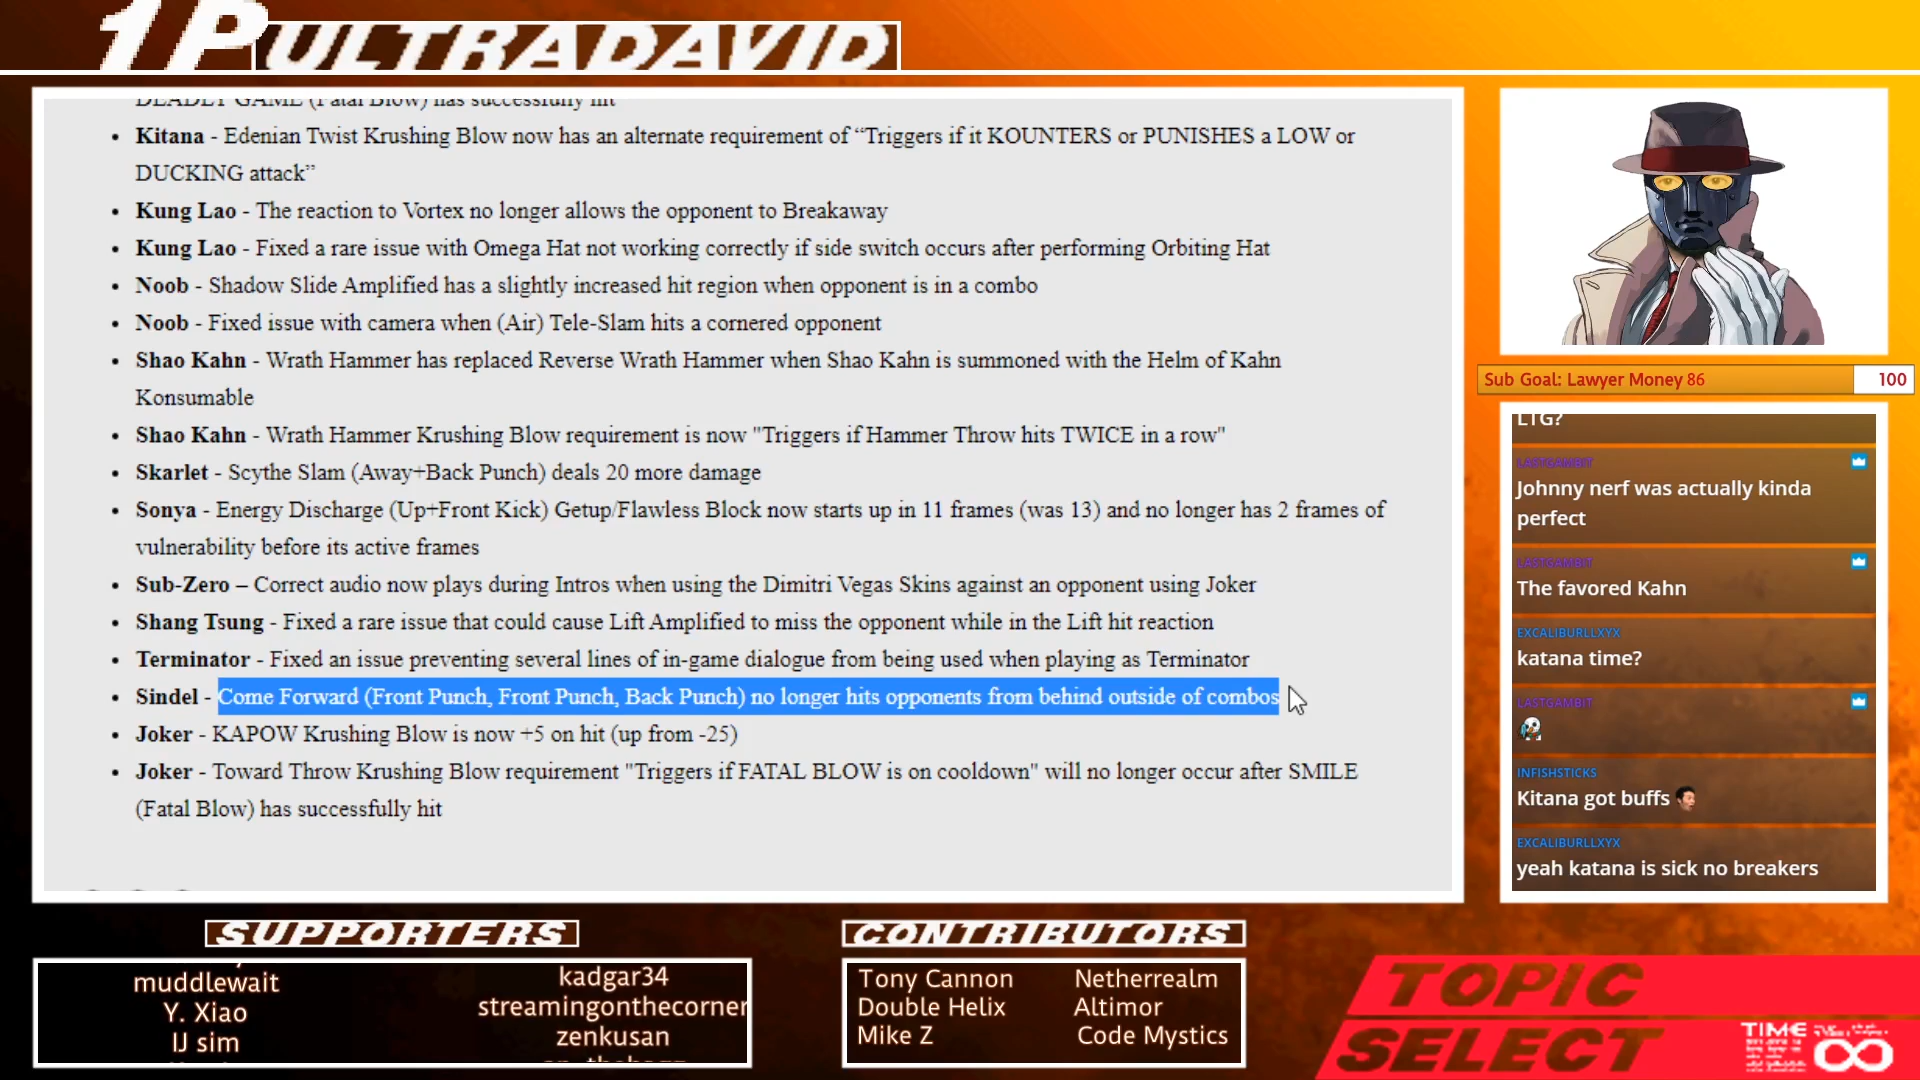 1P ULTRADAVID
DEADLY GAME (Fatal Blow) has successfully hit
• Kitana - Edenian Twist Krushing Blow now has an alternate requirement of “Triggers if it KOUNTERS or PUNISHES a LOW or
DUCKING attack”
• Kung Lao - The reaction to Vortex no longer allows the opponent to Breakaway
• Kung Lao - Fixed a rare issue with Omega Hat not working correctly if side switch occurs after performing Orbiting Hat
• Noob - Shadow Slide Amplified has a slightly increased hit region when opponent is in a combo
• Noob - Fixed issue with camera when (Air) Tele-Slam hits a cornered opponent
• Shao Kahn - Wrath Hammer has replaced Reverse Wrath Hammer when Shao Kahn is summoned with the Helm of Kahn
Konsumable
• Shao Kahn - Wrath Hammer Krushing Blow requirement is now "Triggers if Hammer Throw hits TWICE in a row"
• Skarlet - Scythe Slam (Away+Back Punch) deals 20 more damage
• Sonya - Energy Discharge (Up+Front Kick) Getup/Flawless Block now starts up in 11 frames (was 13) and no longer has 2 frames of
vulnerability before its active frames
• Sub-Zero – Correct audio now plays during Intros when using the Dimitri Vegas Skins against an opponent using Joker
• Shang Tsung - Fixed a rare issue that could cause Lift Amplified to miss the opponent while in the Lift hit reaction
• Terminator - Fixed an issue preventing several lines of in-game dialogue from being used when playing as Terminator
• Sindel - Come Forward (Front Punch, Front Punch, Back Punch) no longer hits opponents from behind outside of combos
• Joker - KAPOW Krushing Blow is now +5 on hit (up from -25)
• Joker - Toward Throw Krushing Blow requirement "Triggers if FATAL BLOW is on cooldown" will no longer occur after SMILE
(Fatal Blow) has successfully hit
Sub Goal: Lawyer Money 86 100
LTG?
LASTGAMBIT
Johnny nerf was actually kinda
perfect
LASTGAMBIT
The favored Kahn
EXCALIBURLLXYX
katana time?
LASTGAMBIT
INFISHSTICKS
Kitana got buffs
EXCALIBURLLXYX
yeah katana is sick no breakers
SUPPORTERS
muddlewait
Y. Xiao
IJ sim
kadgar34
streamingonthecorner
zenkusan
CONTRIBUTORS
Tony Cannon Netherrealm
Double Helix Altimor
Mike Z Code Mystics
TOPIC
SELECT
TIME ∞